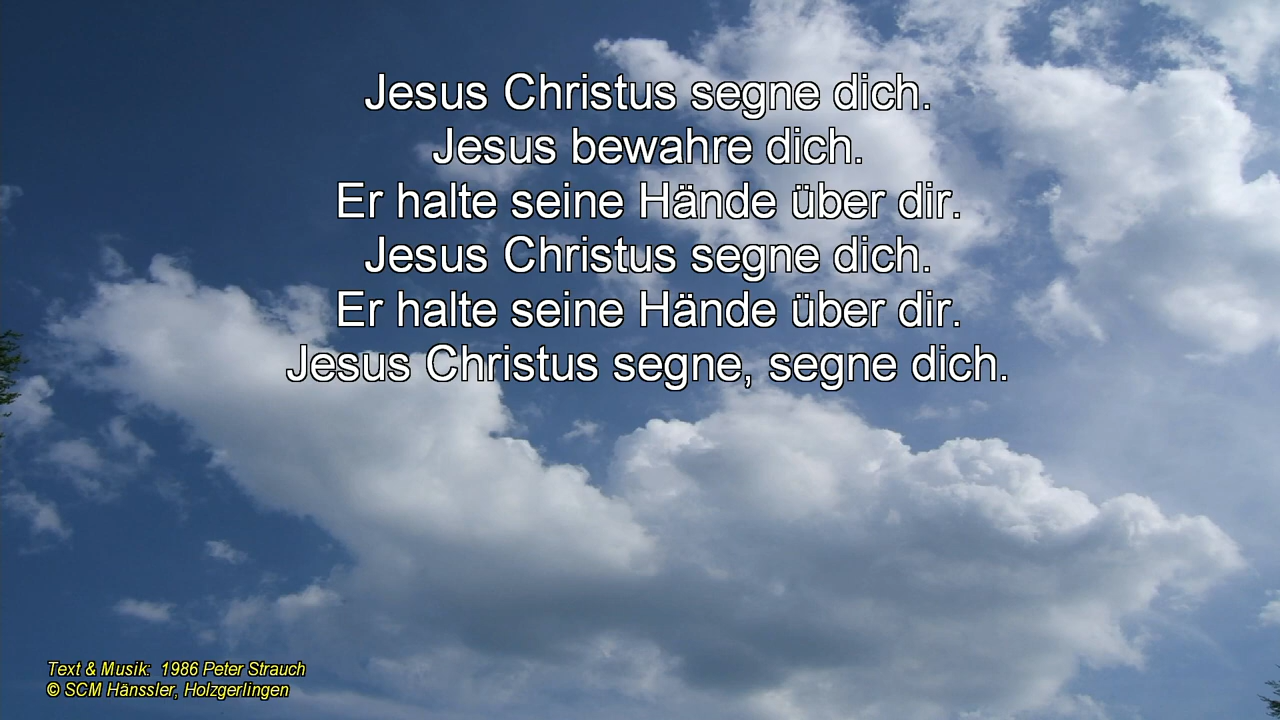 Jesus Christus segne dich.
Jesus bewahre dich.
Er halte seine Hände über dir.
Jesus Christus segne dich.
Er halte seine Hände über dir.
Jesus Christus segne, segne dich.
Text & Musik: 1986 Peter Strauch
© SCM Hänssler, Holzgerlingen